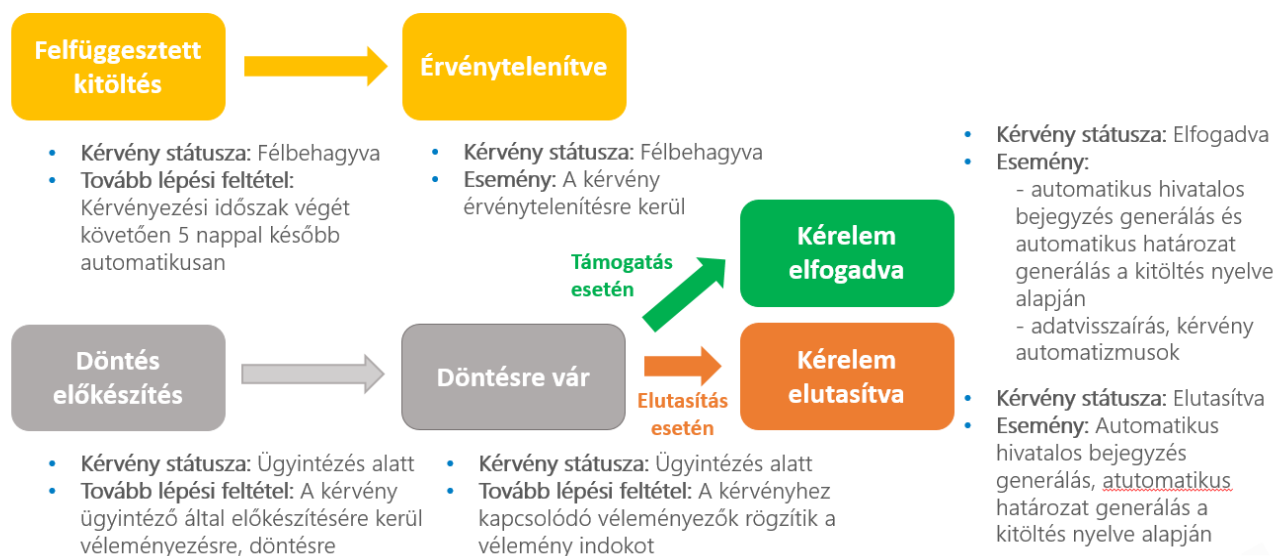 Felfüggesztett
kitöltés
Érvénytelenítve
• Kérvény státusza: Félbehagyva
• Tovább lépési feltétel:
Kérvényezési időszak végét
követően 5 nappal később
automatikusan
• Kérvény státusza: Félbehagyva
• Esemény: A kérvény
érvénytelenítésre kerül
Támogatás
esetén
Kérelem
elfogadva
• Kérvény státusza: Elfogadva
• Esemény:
- automatikus hivatalos
bejegyzés generálás és
automatikus határozat
generálás a kitöltés nyelve
alapján
- adatvisszaírás, kérvény
automatizmusok
Döntés
előkészítés
Döntésre vár
Elutasítás
esetén
Kérelem
elutasítva
• Kérvény státusza: Elutasítva
• Esemény: Automatikus
hivatalos bejegyzés
generálás, atutomatikus
határozat generálás a
kitöltés nyelve alapján
• Kérvény státusza: Ügyintézés alatt
• Tovább lépési feltétel: A kérvény
ügyintéző által előkészítésére kerül
véleményezésre, döntésre
• Kérvény státusza: Ügyintézés alatt
• Tovább lépési feltétel: A kérvényhez
kapcsolódó véleményezők rögzítik a
vélemény indokot